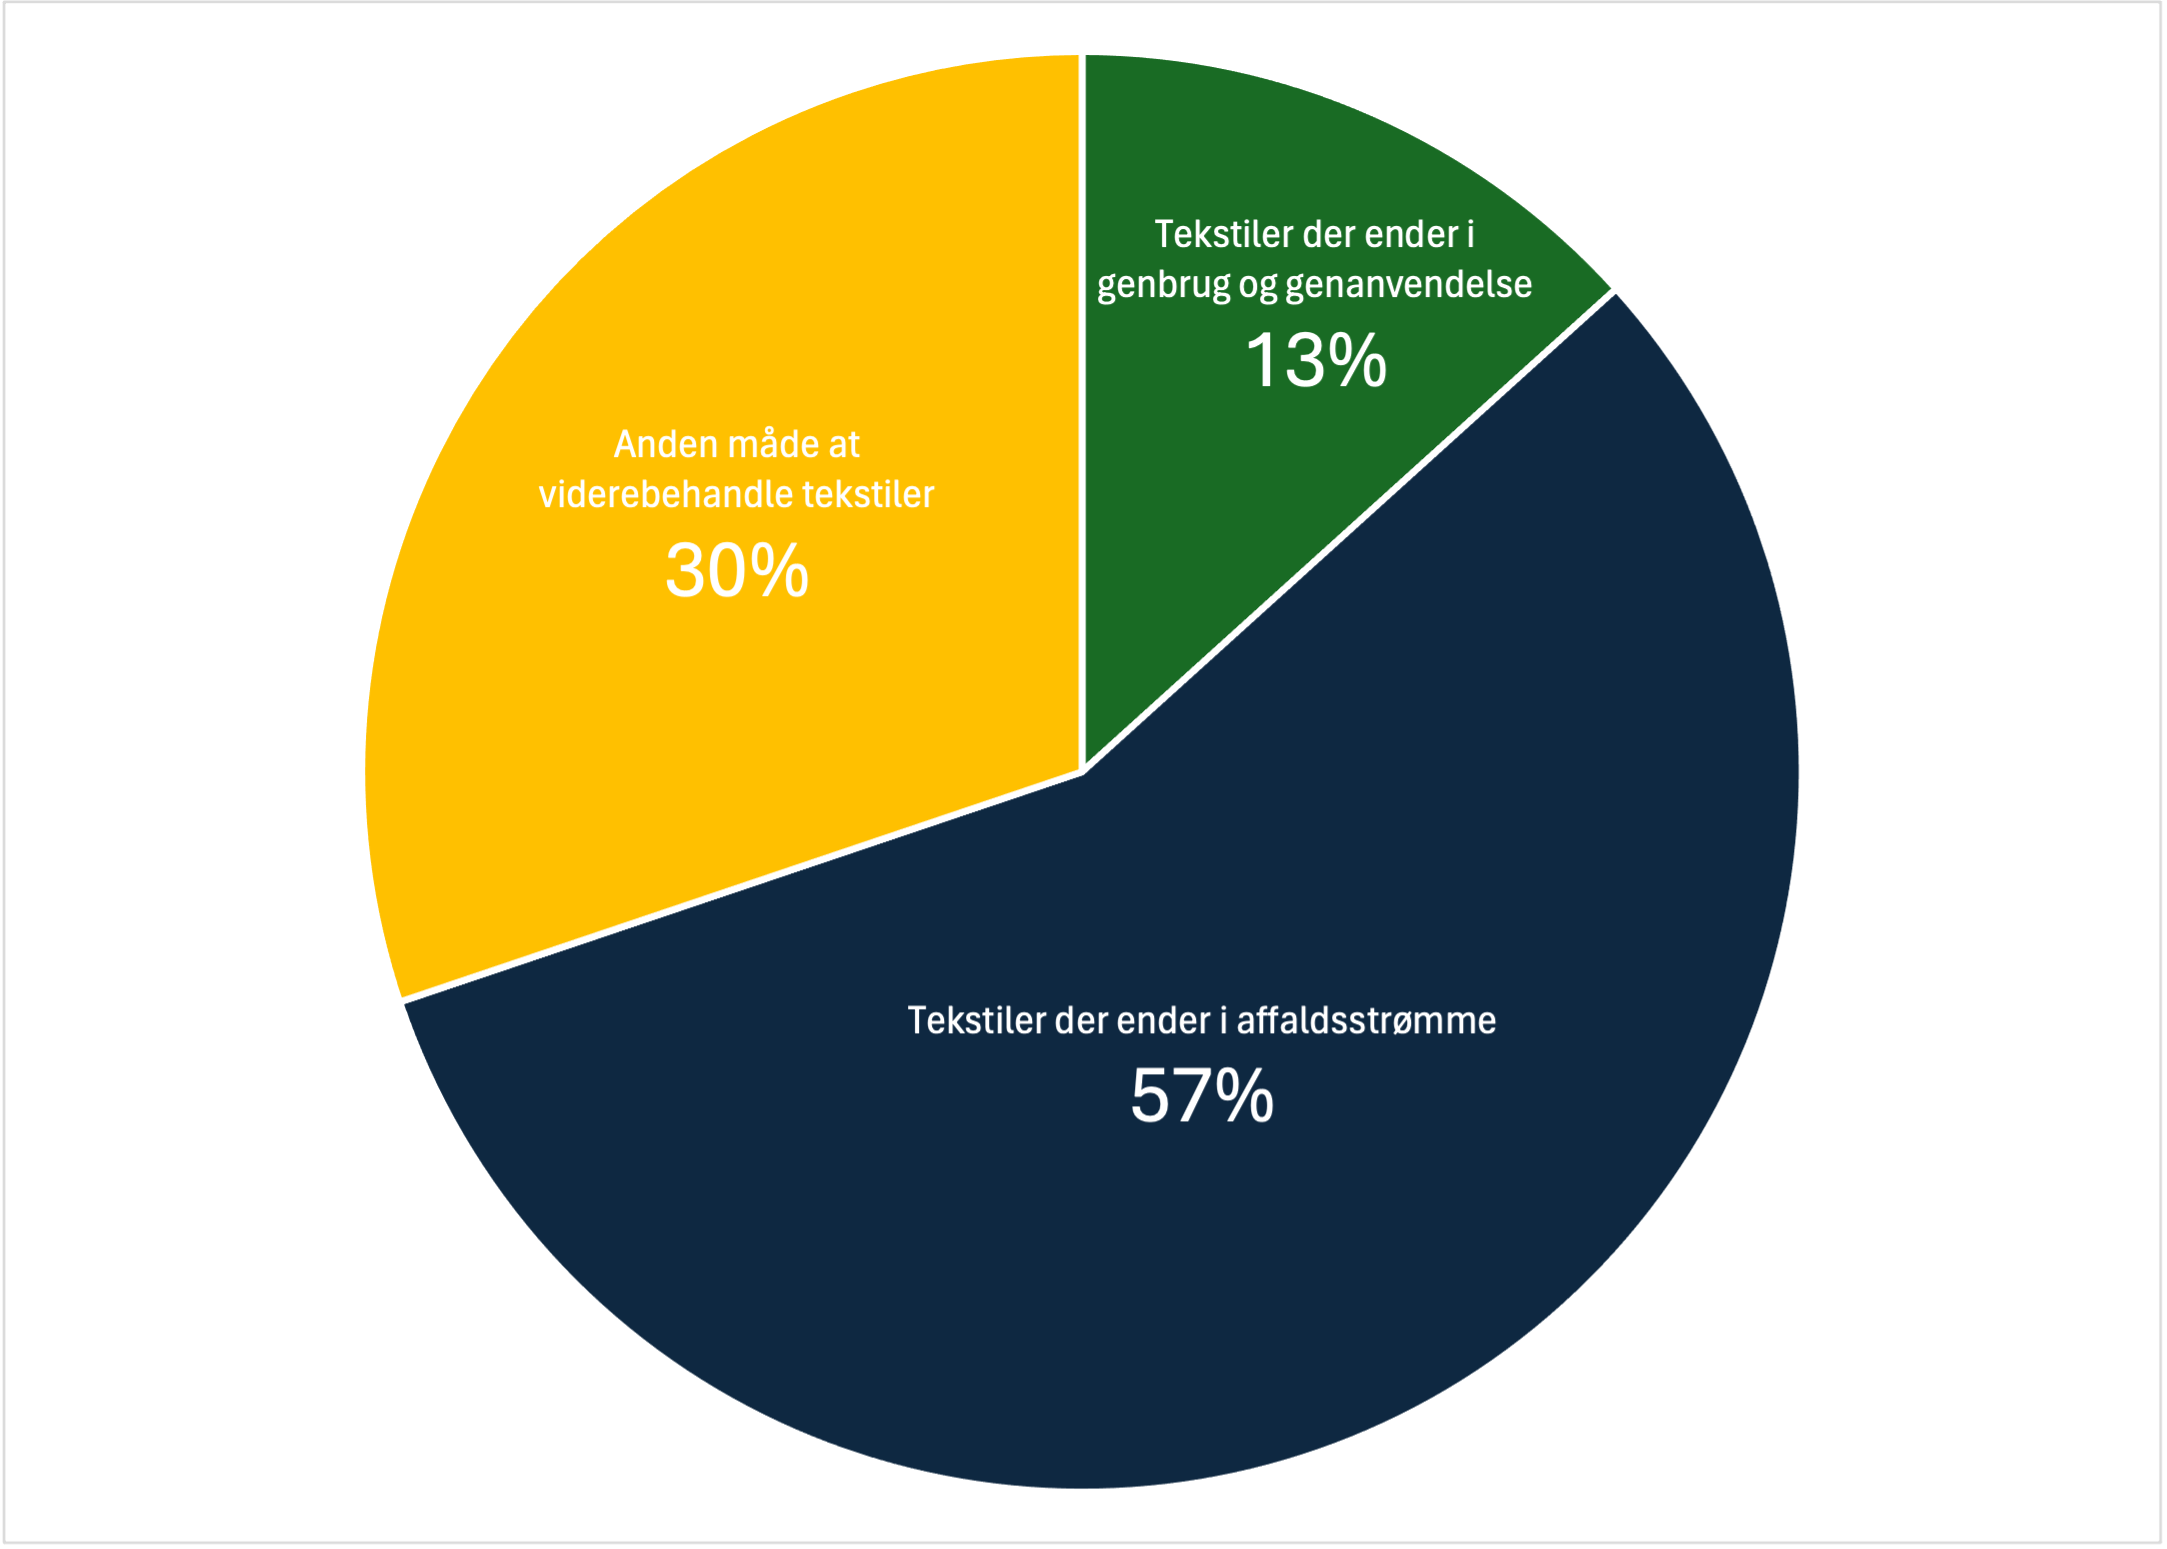 Tekstiler der ender i
genbrug og genanvendelse
13%
Anden måde at
viderebehandle tekstiler
30%
Tekstiler der ender i affaldsstrømme
57%